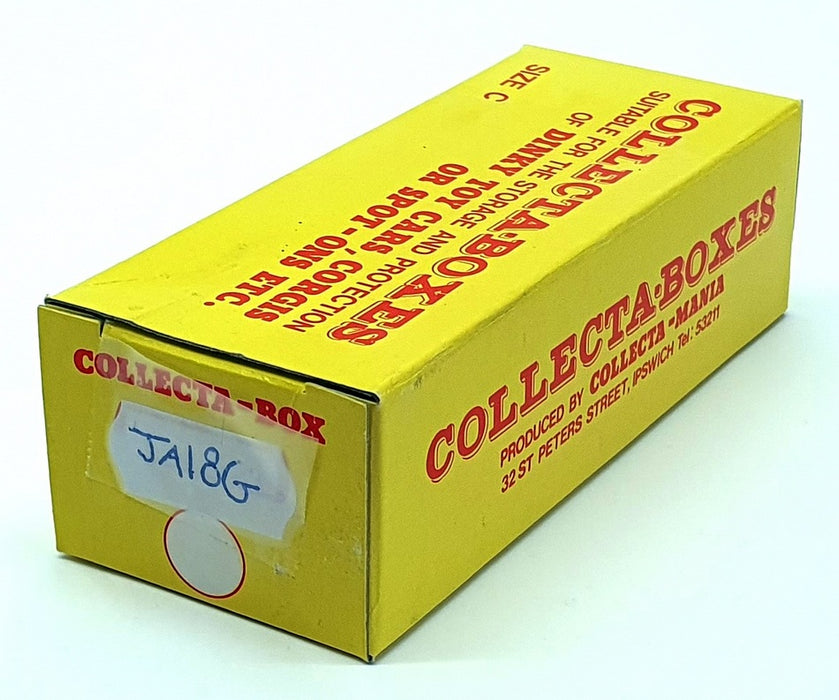 COLLECTA-BOXES
SUITABLE FOR THE STORAGE AND PROTECTION
OF DINKY TOY CARS, CORGIS
OR SPOT-ONS ETC.
SIZE C
COLLECTA-BOXES
PRODUCED BY COLLECTA-MANIA
32 ST PETERS STREET, IPSWICH Tel: 53211
COLLECTA-BOX
JA18G